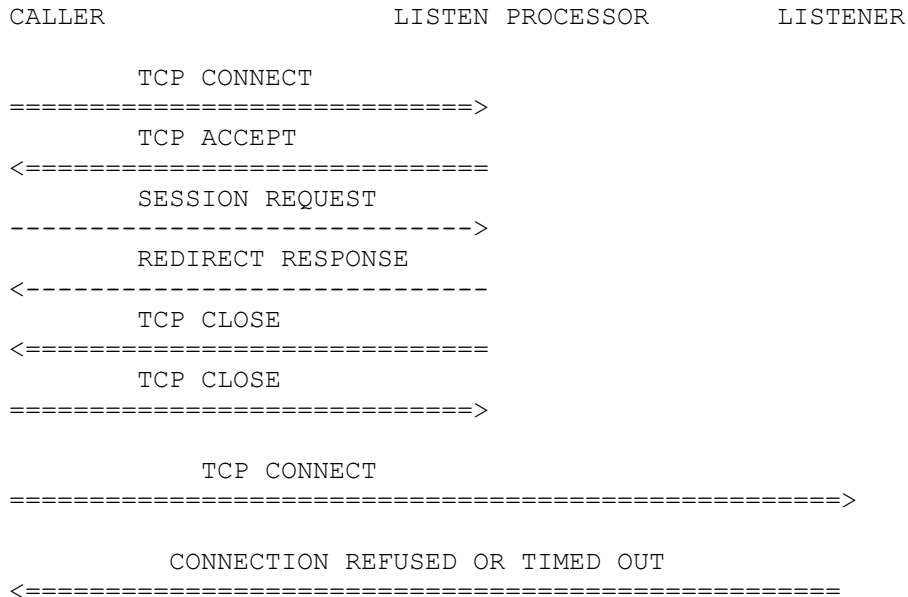 CALLER LISTEN PROCESSOR LISTENER
TCP CONNECT
=============================>
TCP ACCEPT
<=============================
SESSION REQUEST
----------------------------->
REDIRECT RESPONSE
<-----------------------------
TCP CLOSE
<=============================
TCP CLOSE
=============================>
TCP CONNECT
====================================================>
CONNECTION REFUSED OR TIMED OUT
<===================================================